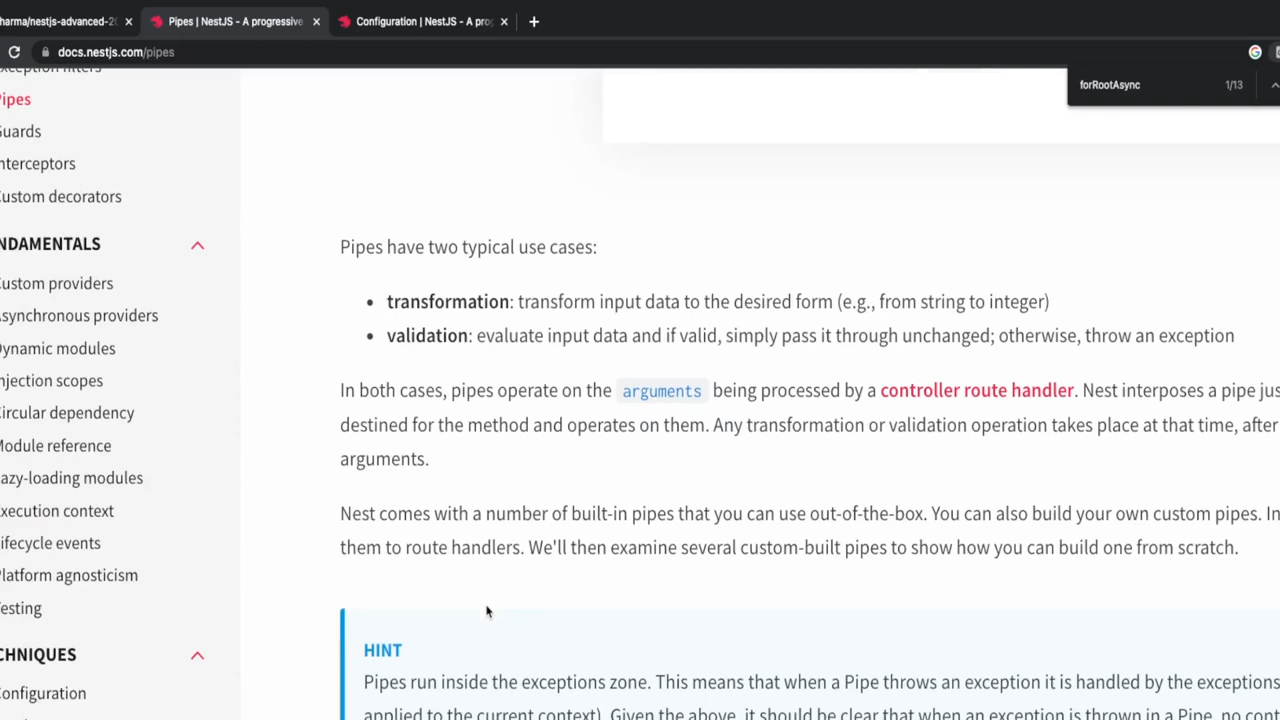 harma/nestjs-advanced-2
Pipes | NestJS - A progressive
Configuration | NestJS - A pro
docs.nestjs.com/pipes
forRootAsync 1/13
exception filters
Pipes
Guards
nterceptors
Custom decorators
NDAMENTALS
Custom providers
Asynchronous providers
Dynamic modules
njection scopes
Circular dependency
Module reference
azy-loading modules
xecution context
ifecycle events
Platform agnosticism
Testing
CHNIQUES
Configuration
Pipes have two typical use cases:
• transformation: transform input data to the desired form (e.g., from string to integer)
• validation: evaluate input data and if valid, simply pass it through unchanged; otherwise, throw an exception
In both cases, pipes operate on the arguments being processed by a controller route handler. Nest interposes a pipe jus
destined for the method and operates on them. Any transformation or validation operation takes place at that time, after
arguments.
Nest comes with a number of built-in pipes that you can use out-of-the-box. You can also build your own custom pipes. In
them to route handlers. We'll then examine several custom-built pipes to show how you can build one from scratch.
HINT
Pipes run inside the exceptions zone. This means that when a Pipe throws an exception it is handled by the exceptions
applied to the current context). Given the above, it should be clear that when an exception is thrown in a Pipe, no cont